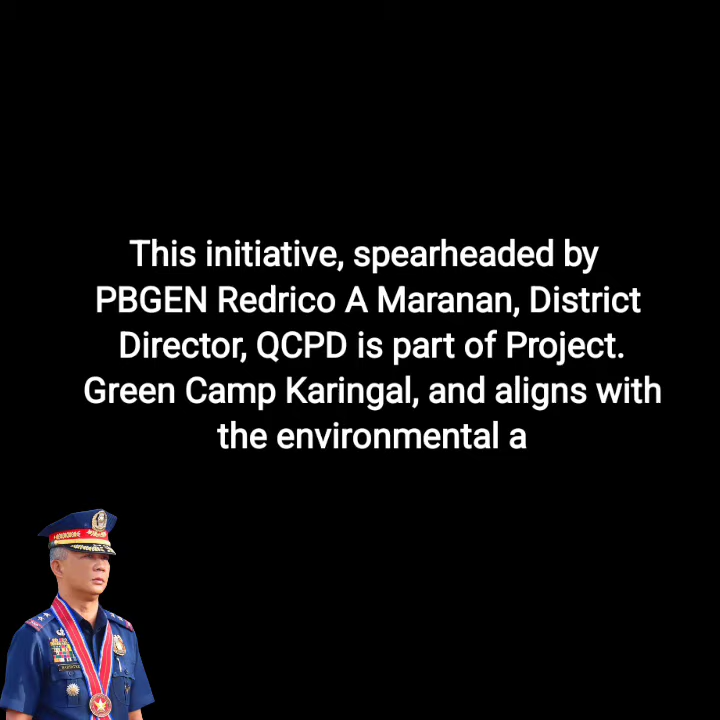 This initiative, spearheaded by
PBGEN Redrico A Maranan, District
Director, QCPD is part of Project.
Green Camp Karingal, and aligns with
the environmental a